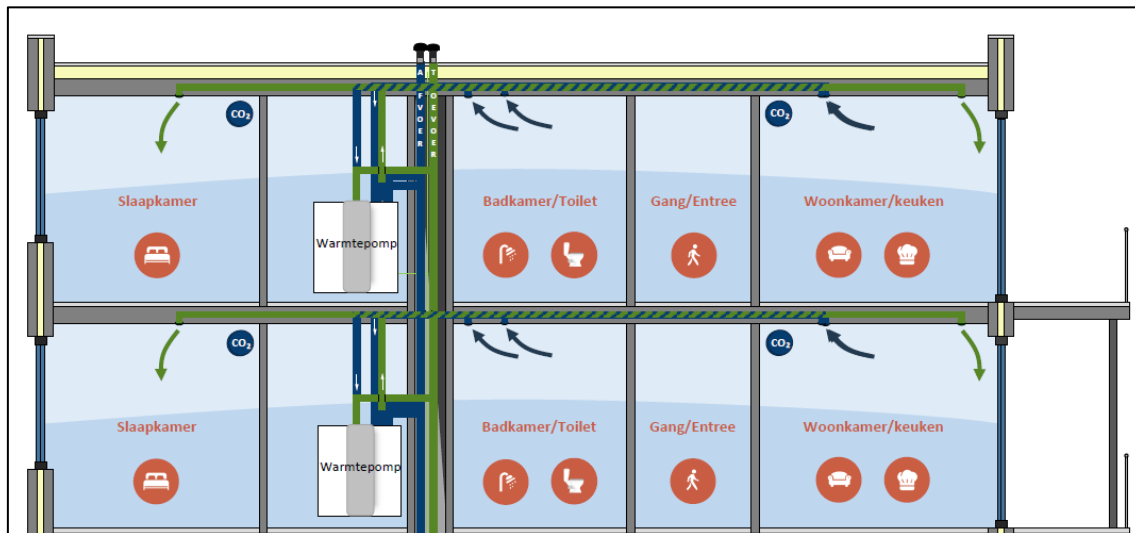 AFVOER
TOEVOER
CO₂
CO₂
Slaapkamer
Badkamer/Toilet
Gang/Entree
Woonkamer/keuken
Warmtepomp
CO₂
CO₂
Slaapkamer
Badkamer/Toilet
Gang/Entree
Woonkamer/keuken
Warmtepomp